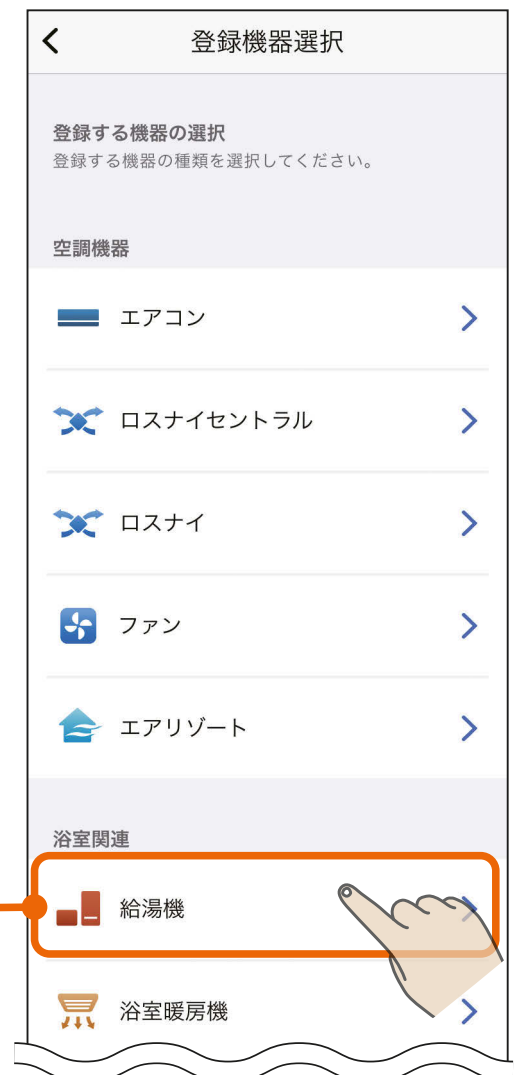 登録機器選択
登録する機器の選択
登録する機器の種類を選択してください。
空調機器
エアコン
ロスナイセントラル
ロスナイ
ファン
エアリゾート
浴室関連
給湯機
浴室暖房機